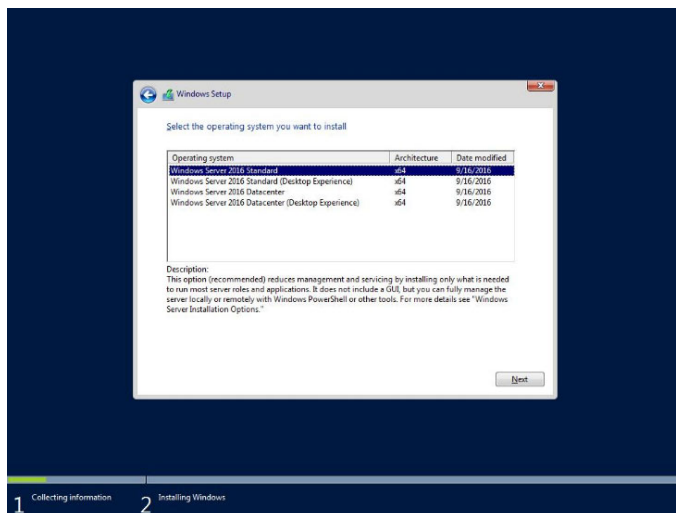 Windows Setup
Select the operating system you want to install
Operating system Architecture Date modified
Windows Server 2016 Standard x64 9/16/2016
Windows Server 2016 Standard (Desktop Experience) x64 9/16/2016
Windows Server 2016 Datacenter x64 9/16/2016
Windows Server 2016 Datacenter (Desktop Experience) x64 9/16/2016
Description:
This option (recommended) reduces management and servicing by installing only what is needed
to run most server roles and applications. It does not include a GUI, but you can fully manage the
server locally or remotely with Windows PowerShell or other tools. For more details see "Windows
Server Installation Options."
Next
1 Collecting information 2 Installing Windows